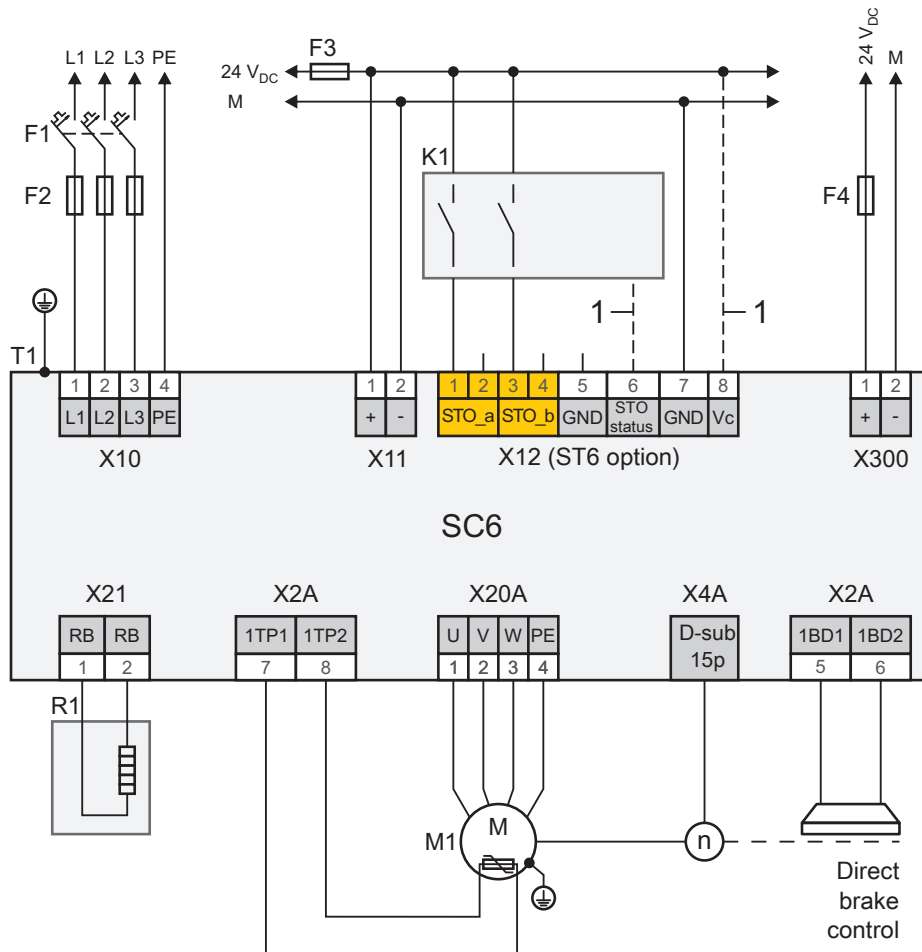 L1 L2 L3 PE
F3
24 VDC
M
24 VDC
M
F1
F2
K1
F4
1
1
T1
1 2 3 4
L1 L2 L3 PE
X10
1 2
+ -
X11
1 2 3 4 5 6 7 8
STO_a STO_b GND STO status GND Vc
X12 (ST6 option)
1 2
+ -
X300
SC6
X21
RB RB
1 2
X2A
1TP1 1TP2
7 8
X20A
U V W PE
1 2 3 4
X4A
D-sub
15p
X2A
1BD1 1BD2
5 6
R1
M1
M
n
Direct
brake
control